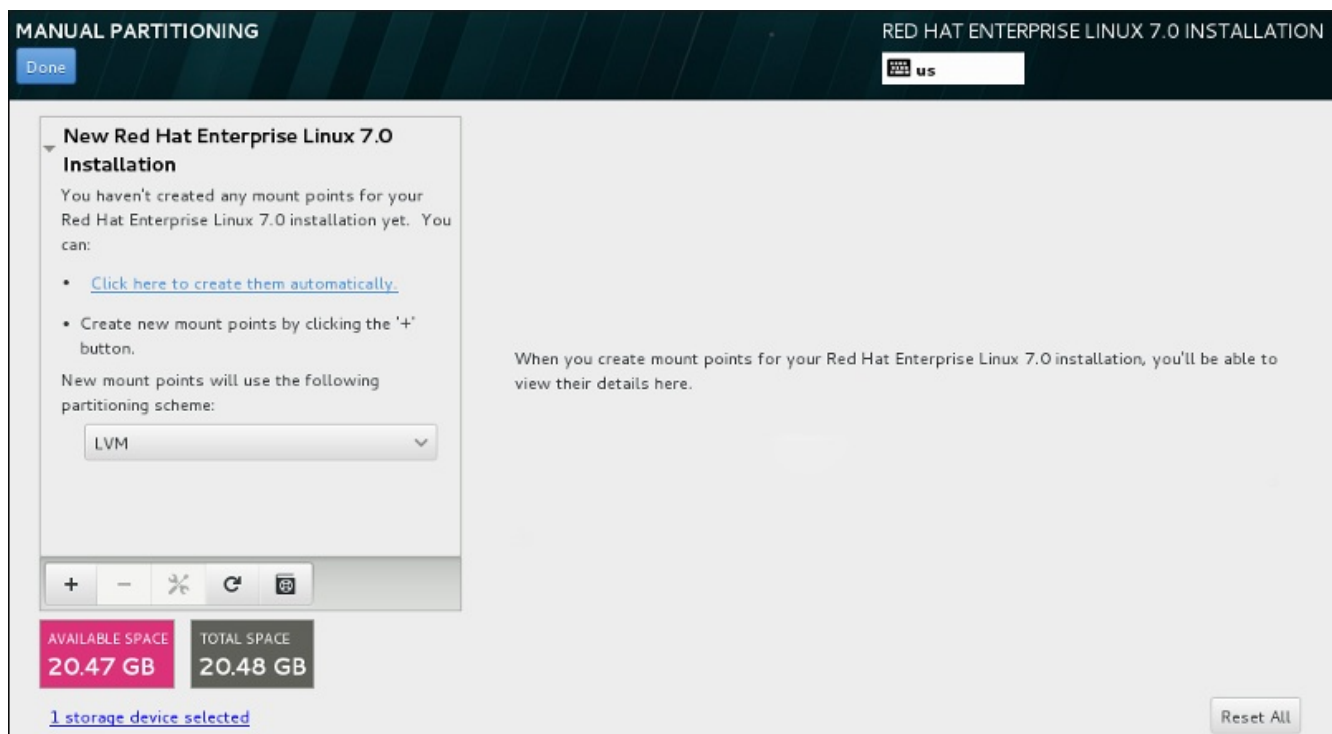 MANUAL PARTITIONING
RED HAT ENTERPRISE LINUX 7.0 INSTALLATION
Done
us
New Red Hat Enterprise Linux 7.0
Installation
You haven't created any mount points for your
Red Hat Enterprise Linux 7.0 installation yet. You
can:
• Click here to create them automatically.
• Create new mount points by clicking the '+'
button.
New mount points will use the following
partitioning scheme:
LVM
When you create mount points for your Red Hat Enterprise Linux 7.0 installation, you'll be able to
view their details here.
+ −
AVAILABLE SPACE
20.47 GB
TOTAL SPACE
20.48 GB
1 storage device selected
Reset All